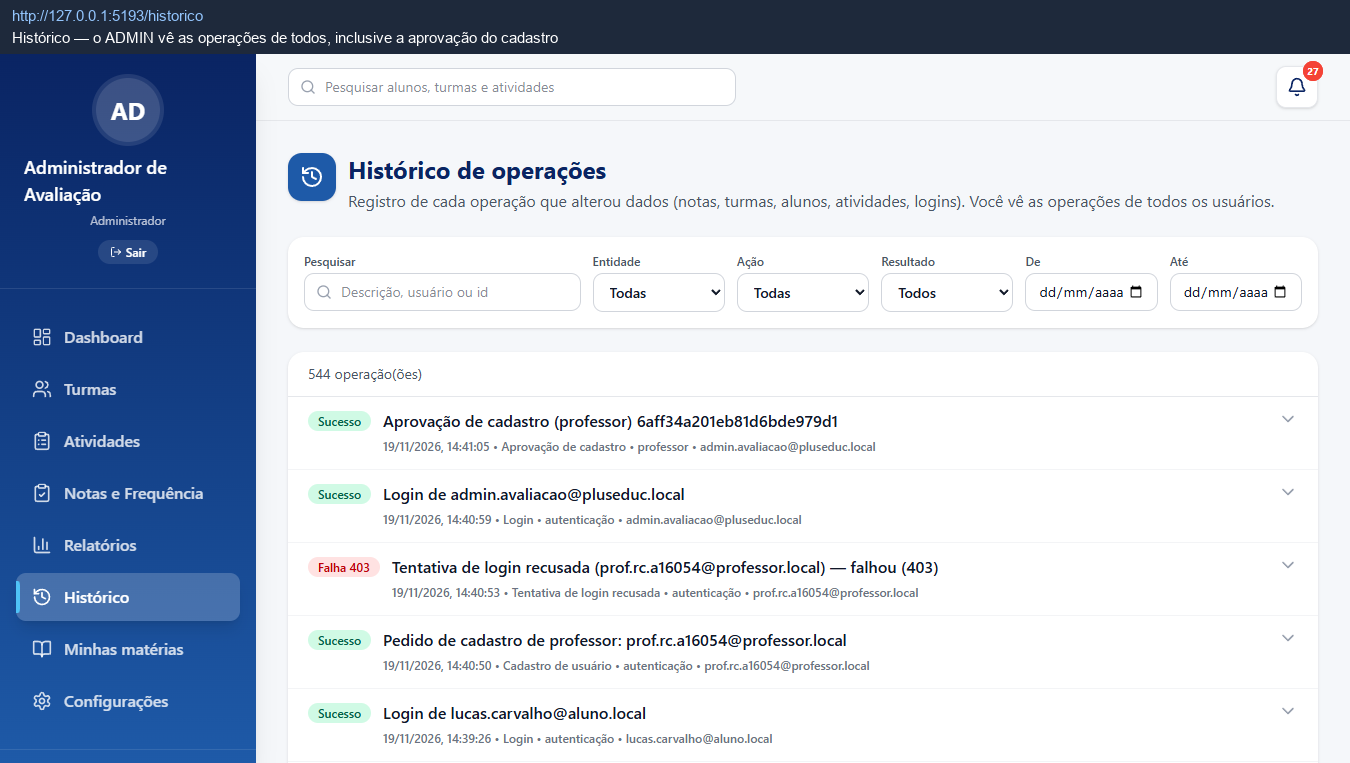 http://127.0.0.1:5193/historico
Histórico — o ADMIN vê as operações de todos, inclusive a aprovação do cadastro
AD
Administrador de
Avaliação
Administrador
Sair
Dashboard
Turmas
Atividades
Notas e Frequência
Relatórios
Histórico
Minhas matérias
Configurações
Pesquisar alunos, turmas e atividades
27
Histórico de operações
Registro de cada operação que alterou dados (notas, turmas, alunos, atividades, logins). Você vê as operações de todos os usuários.
Pesquisar Entidade Ação Resultado De Até
Descrição, usuário ou id Todas Todas Todos dd/mm/aaaa dd/mm/aaaa
544 operação(ões)
Sucesso Aprovação de cadastro (professor) 6aff34a201eb81d6bde979d1
19/11/2026, 14:41:05 • Aprovação de cadastro • professor • admin.avaliacao@pluseduc.local
Sucesso Login de admin.avaliacao@pluseduc.local
19/11/2026, 14:40:59 • Login • autenticação • admin.avaliacao@pluseduc.local
Falha 403 Tentativa de login recusada (prof.rc.a16054@professor.local) — falhou (403)
19/11/2026, 14:40:53 • Tentativa de login recusada • autenticação • prof.rc.a16054@professor.local
Sucesso Pedido de cadastro de professor: prof.rc.a16054@professor.local
19/11/2026, 14:40:50 • Cadastro de usuário • autenticação • prof.rc.a16054@professor.local
Sucesso Login de lucas.carvalho@aluno.local
19/11/2026, 14:39:26 • Login • autenticação • lucas.carvalho@aluno.local